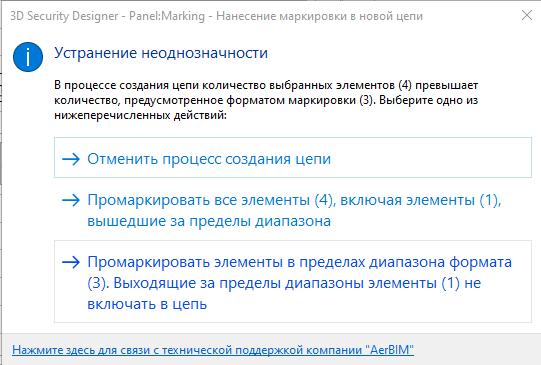 3D Security Designer - Panel:Marking - Нанесение маркировки в новой цепи
Устранение неоднозначности
В процессе создания цепи количество выбранных элементов (4) превышает
количество, предусмотренное форматом маркировки (3). Выберите одно из
нижеперечисленных действий:
Отменить процесс создания цепи
Промаркировать все элементы (4), включая элементы (1),
вышедшие за пределы диапазона
Промаркировать элементы в пределах диапазона формата
(3). Выходящие за пределы диапазоны элементы (1) не
включать в цепь
Нажмите здесь для связи с технической поддержкой компании "AerBIM"